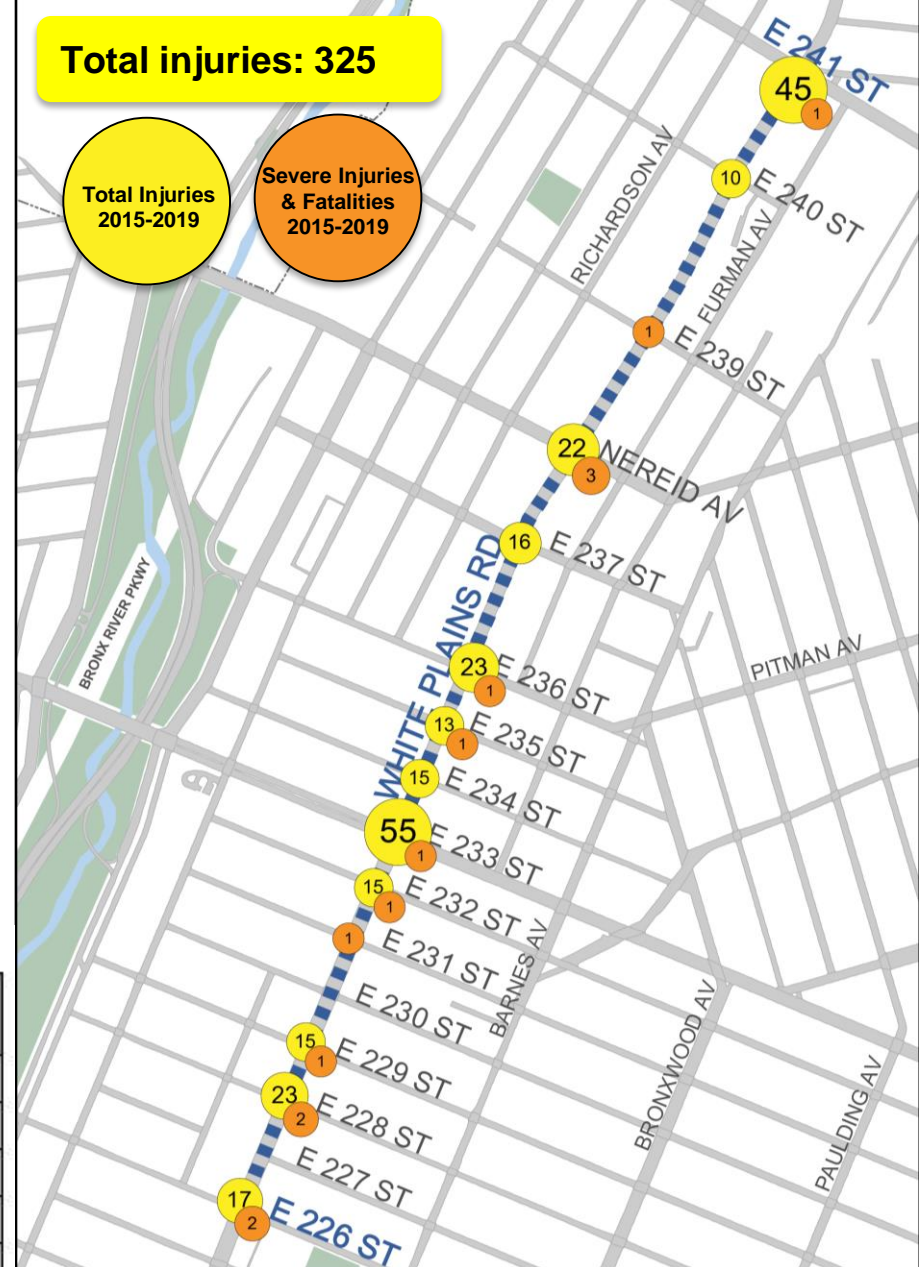 Total injuries: 325
Total Injuries
2015-2019
Severe Injuries
& Fatalities
2015-2019
E 241 ST
45
1
10
E 240 ST
RICHARDSON AV
FURMAN AV
1
E 239 ST
22
NEREID AV
3
16
E 237 ST
WHITE PLAINS RD
BRONX RIVER PKWY
PITMAN AV
23
E 236 ST
1
13
E 235 ST
1
15
E 234 ST
55
E 233 ST
1
15
E 232 ST
1
1
E 231 ST
BARNES AV
E 230 ST
BRONXWOOD AV
15
E 229 ST
1
PAULDING AV
23
E 228 ST
2
E 227 ST
17
E 226 ST
2